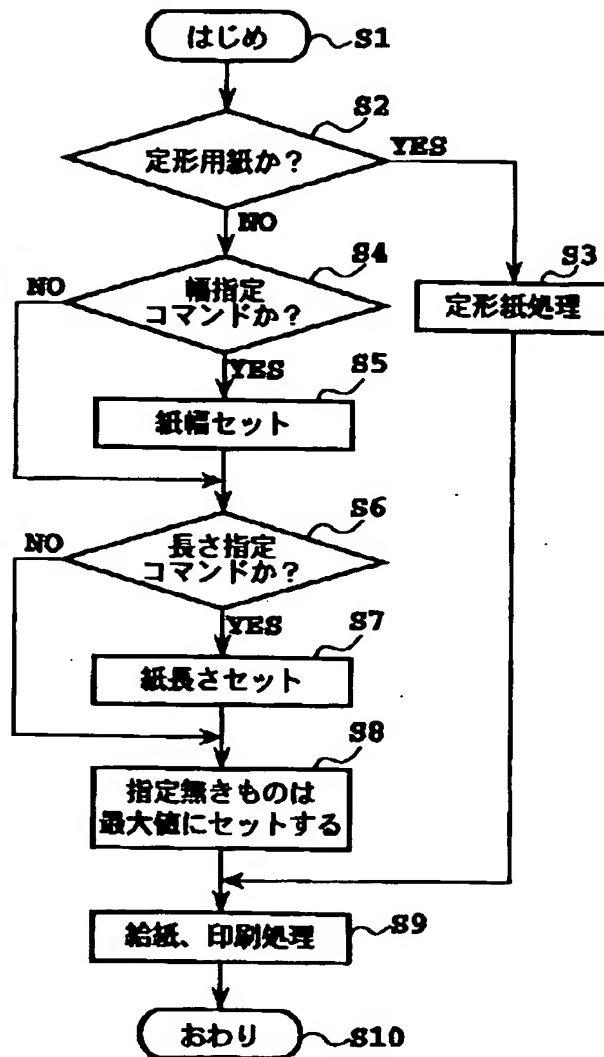 はじめ
S1
S2
定形用紙か?
YES
NO
S4
S3
NO
幅指定
コマンドか?
定形紙処理
YES
S5
紙幅セット
S6
NO
長さ指定
コマンドか?
YES
S7
紙長さセット
S8
指定無きものは
最大値にセットする
給紙、印刷処理
S9
おわり
S10